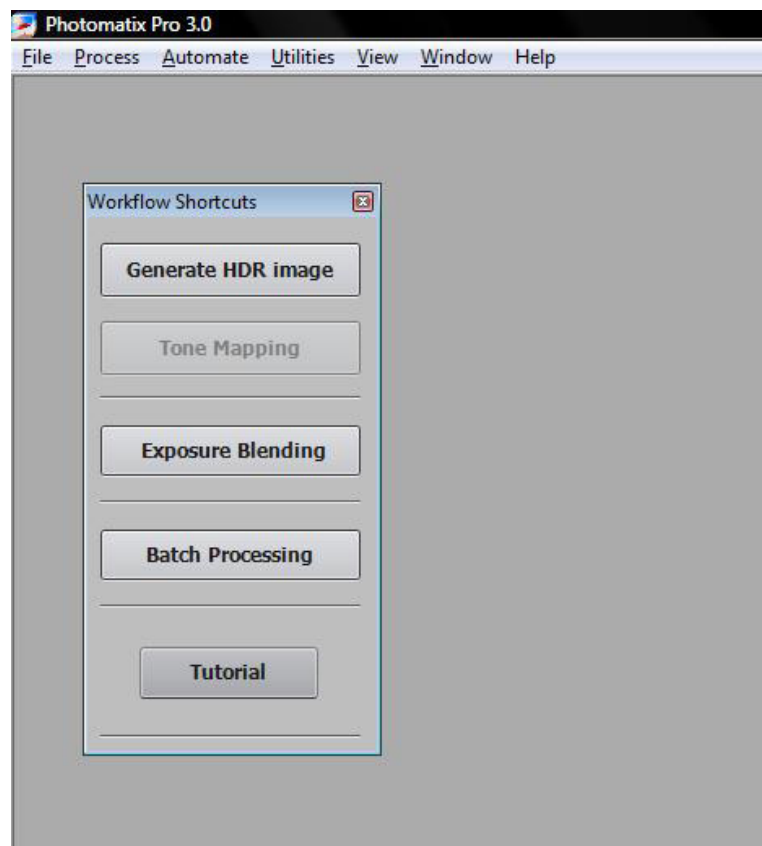 Photomatix Pro 3.0
File Process Automate Utilities View Window Help
Workflow Shortcuts
Generate HDR image
Tone Mapping
Exposure Blending
Batch Processing
Tutorial